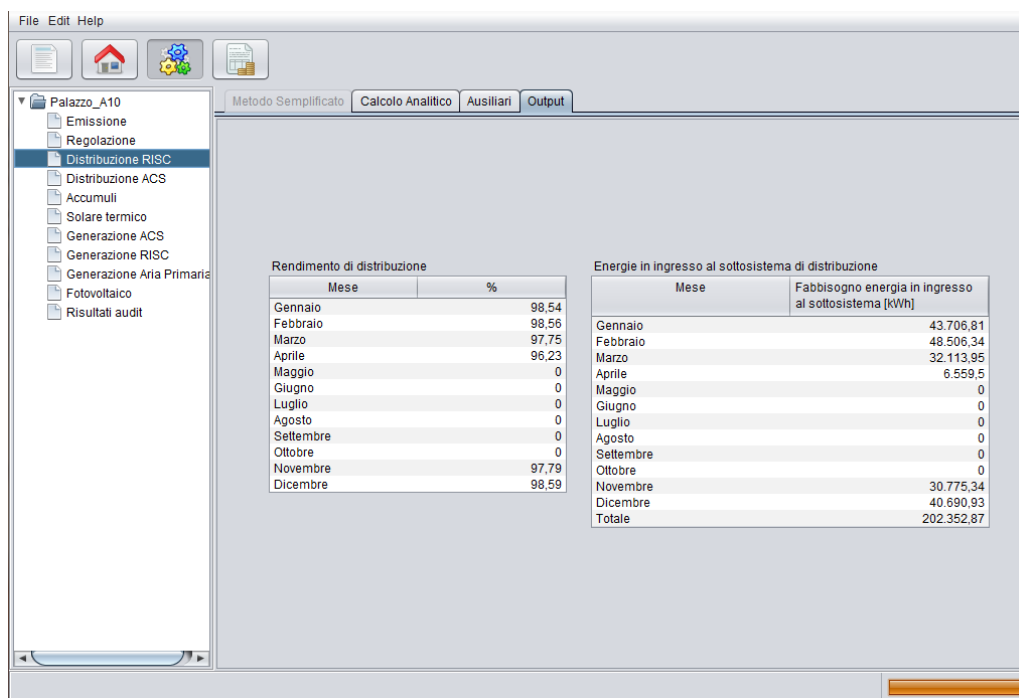 File Edit Help
Palazzo_A10
Emissione
Regolazione
Distribuzione RISC
Distribuzione ACS
Accumuli
Solare termico
Generazione ACS
Generazione RISC
Generazione Aria Primaria
Fotovoltaico
Risultati audit
Metodo Semplificato Calcolo Analitico Ausiliari Output
Rendimento di distribuzione
Mese %
Gennaio 98,54
Febbraio 98,56
Marzo 97,75
Aprile 96,23
Maggio 0
Giugno 0
Luglio 0
Agosto 0
Settembre 0
Ottobre 0
Novembre 97,79
Dicembre 98,59
Energie in ingresso al sottosistema di distribuzione
Mese Fabbisogno energia in ingresso
al sottosistema [kWh]
Gennaio 43.706,81
Febbraio 48.506,34
Marzo 32.113,95
Aprile 6.559,5
Maggio 0
Giugno 0
Luglio 0
Agosto 0
Settembre 0
Ottobre 0
Novembre 30.775,34
Dicembre 40.690,93
Totale 202.352,87